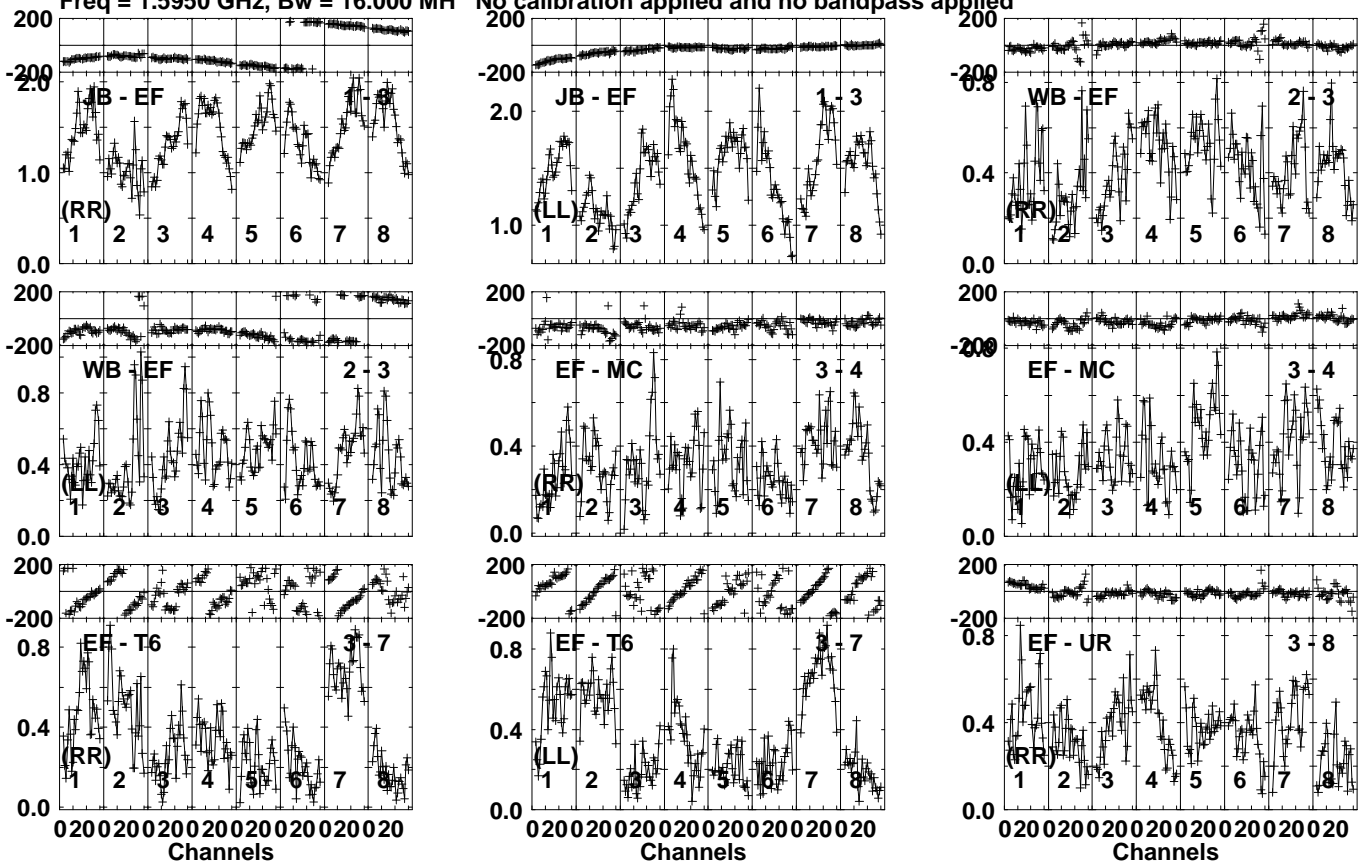 Freq = 1.5950 GHz, Bw = 16.000 MH No calibration applied and no bandpass applied
200 200 200
-200 -200 -200
2.0 JB - EF 1 - 3 2.0 JB - EF 1 - 3 0.8 WB - EF 2 - 3
1.0 1.0 0.4
(RR) (LL) (RR)
1 2 3 4 5 6 7 8 1 2 3 4 5 6 7 8 1 2 3 4 5 6 7 8
0.0 0.0
200 200 200
-200 -200 -200
0.8 WB - EF 2 - 3 0.8 EF - MC 3 - 4 0.8 EF - MC 3 - 4
0.4 0.4 0.4
(LL) (RR) (LL)
1 2 3 4 5 6 7 8 1 2 3 4 5 6 7 8 1 2 3 4 5 6 7 8
0.0 0.0 0.0
200 200 200
-200 -200 -200
0.8 EF - T6 3 - 7 0.8 EF - T6 3 - 7 0.8 EF - UR 3 - 8
0.4 0.4 0.4
(RR) (LL) (RR)
1 2 3 4 5 6 7 8 1 2 3 4 5 6 7 8 1 2 3 4 5 6 7 8
0.0 0.0 0.0
0 20 0 20 0 20 0 20 0 20 0 20 0 20 0 20 0 20 0 20 0 20 0 20 0 20 0 20 0 20 0 20 0 20 0 20 0 20 0 20 0 20 0 20 0 20 0 20
Channels Channels Channels